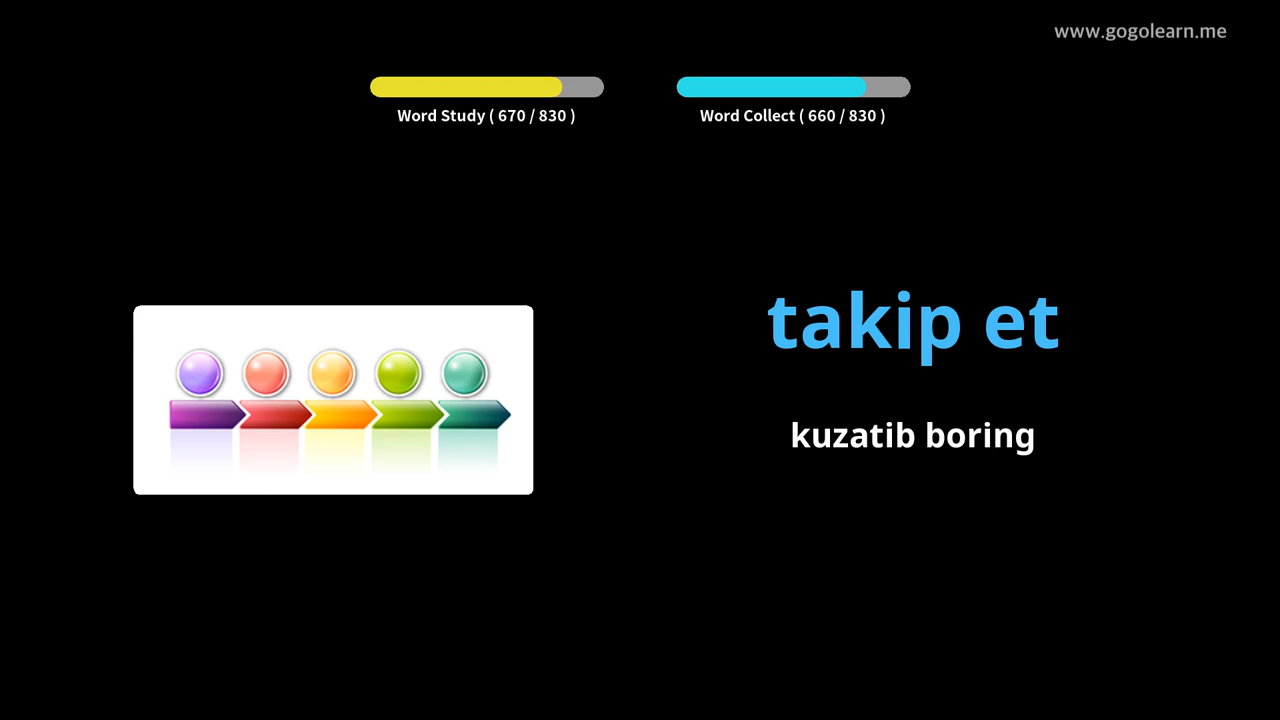 www.gogolearn.me
Word Study ( 670 / 830 )
Word Collect ( 660 / 830 )
takip et
kuzatib boring